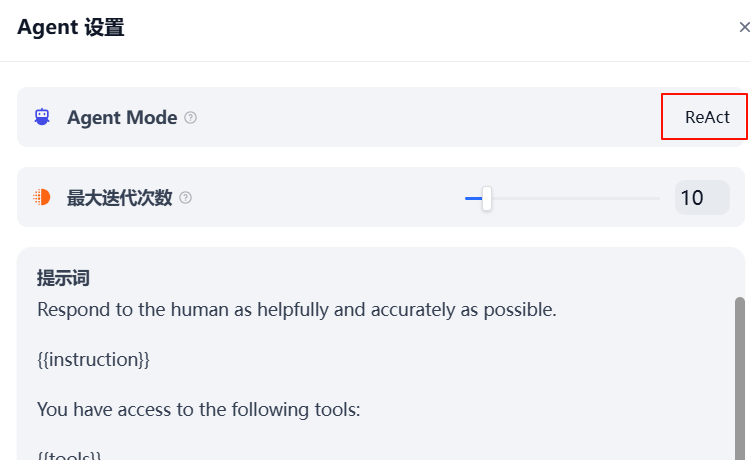 Agent 设置
Agent Mode
ReAct
最大迭代次数
10
提示词
Respond to the human as helpfully and accurately as possible.
{{instruction}}
You have access to the following tools:
{{tools}}